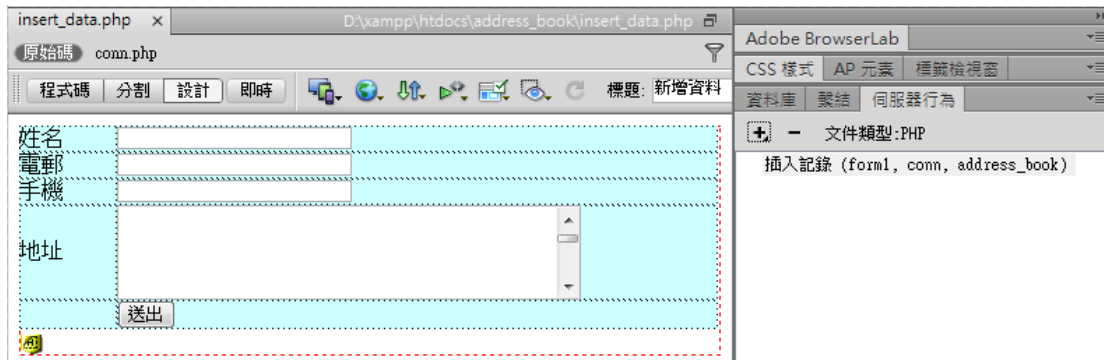 insert_data.php × D:\xampp\htdocs\address_book\insert_data.php
原始碼 conn.php
程式碼 分割 設計 即時 標題: 新增資料
姓名
電郵
手機
地址
送出
Adobe BrowserLab
CSS 樣式 AP 元素 標籤檢視窗
資料庫 繫結 伺服器行為
文件類型:PHP
插入記錄 (form1, conn, address_book)